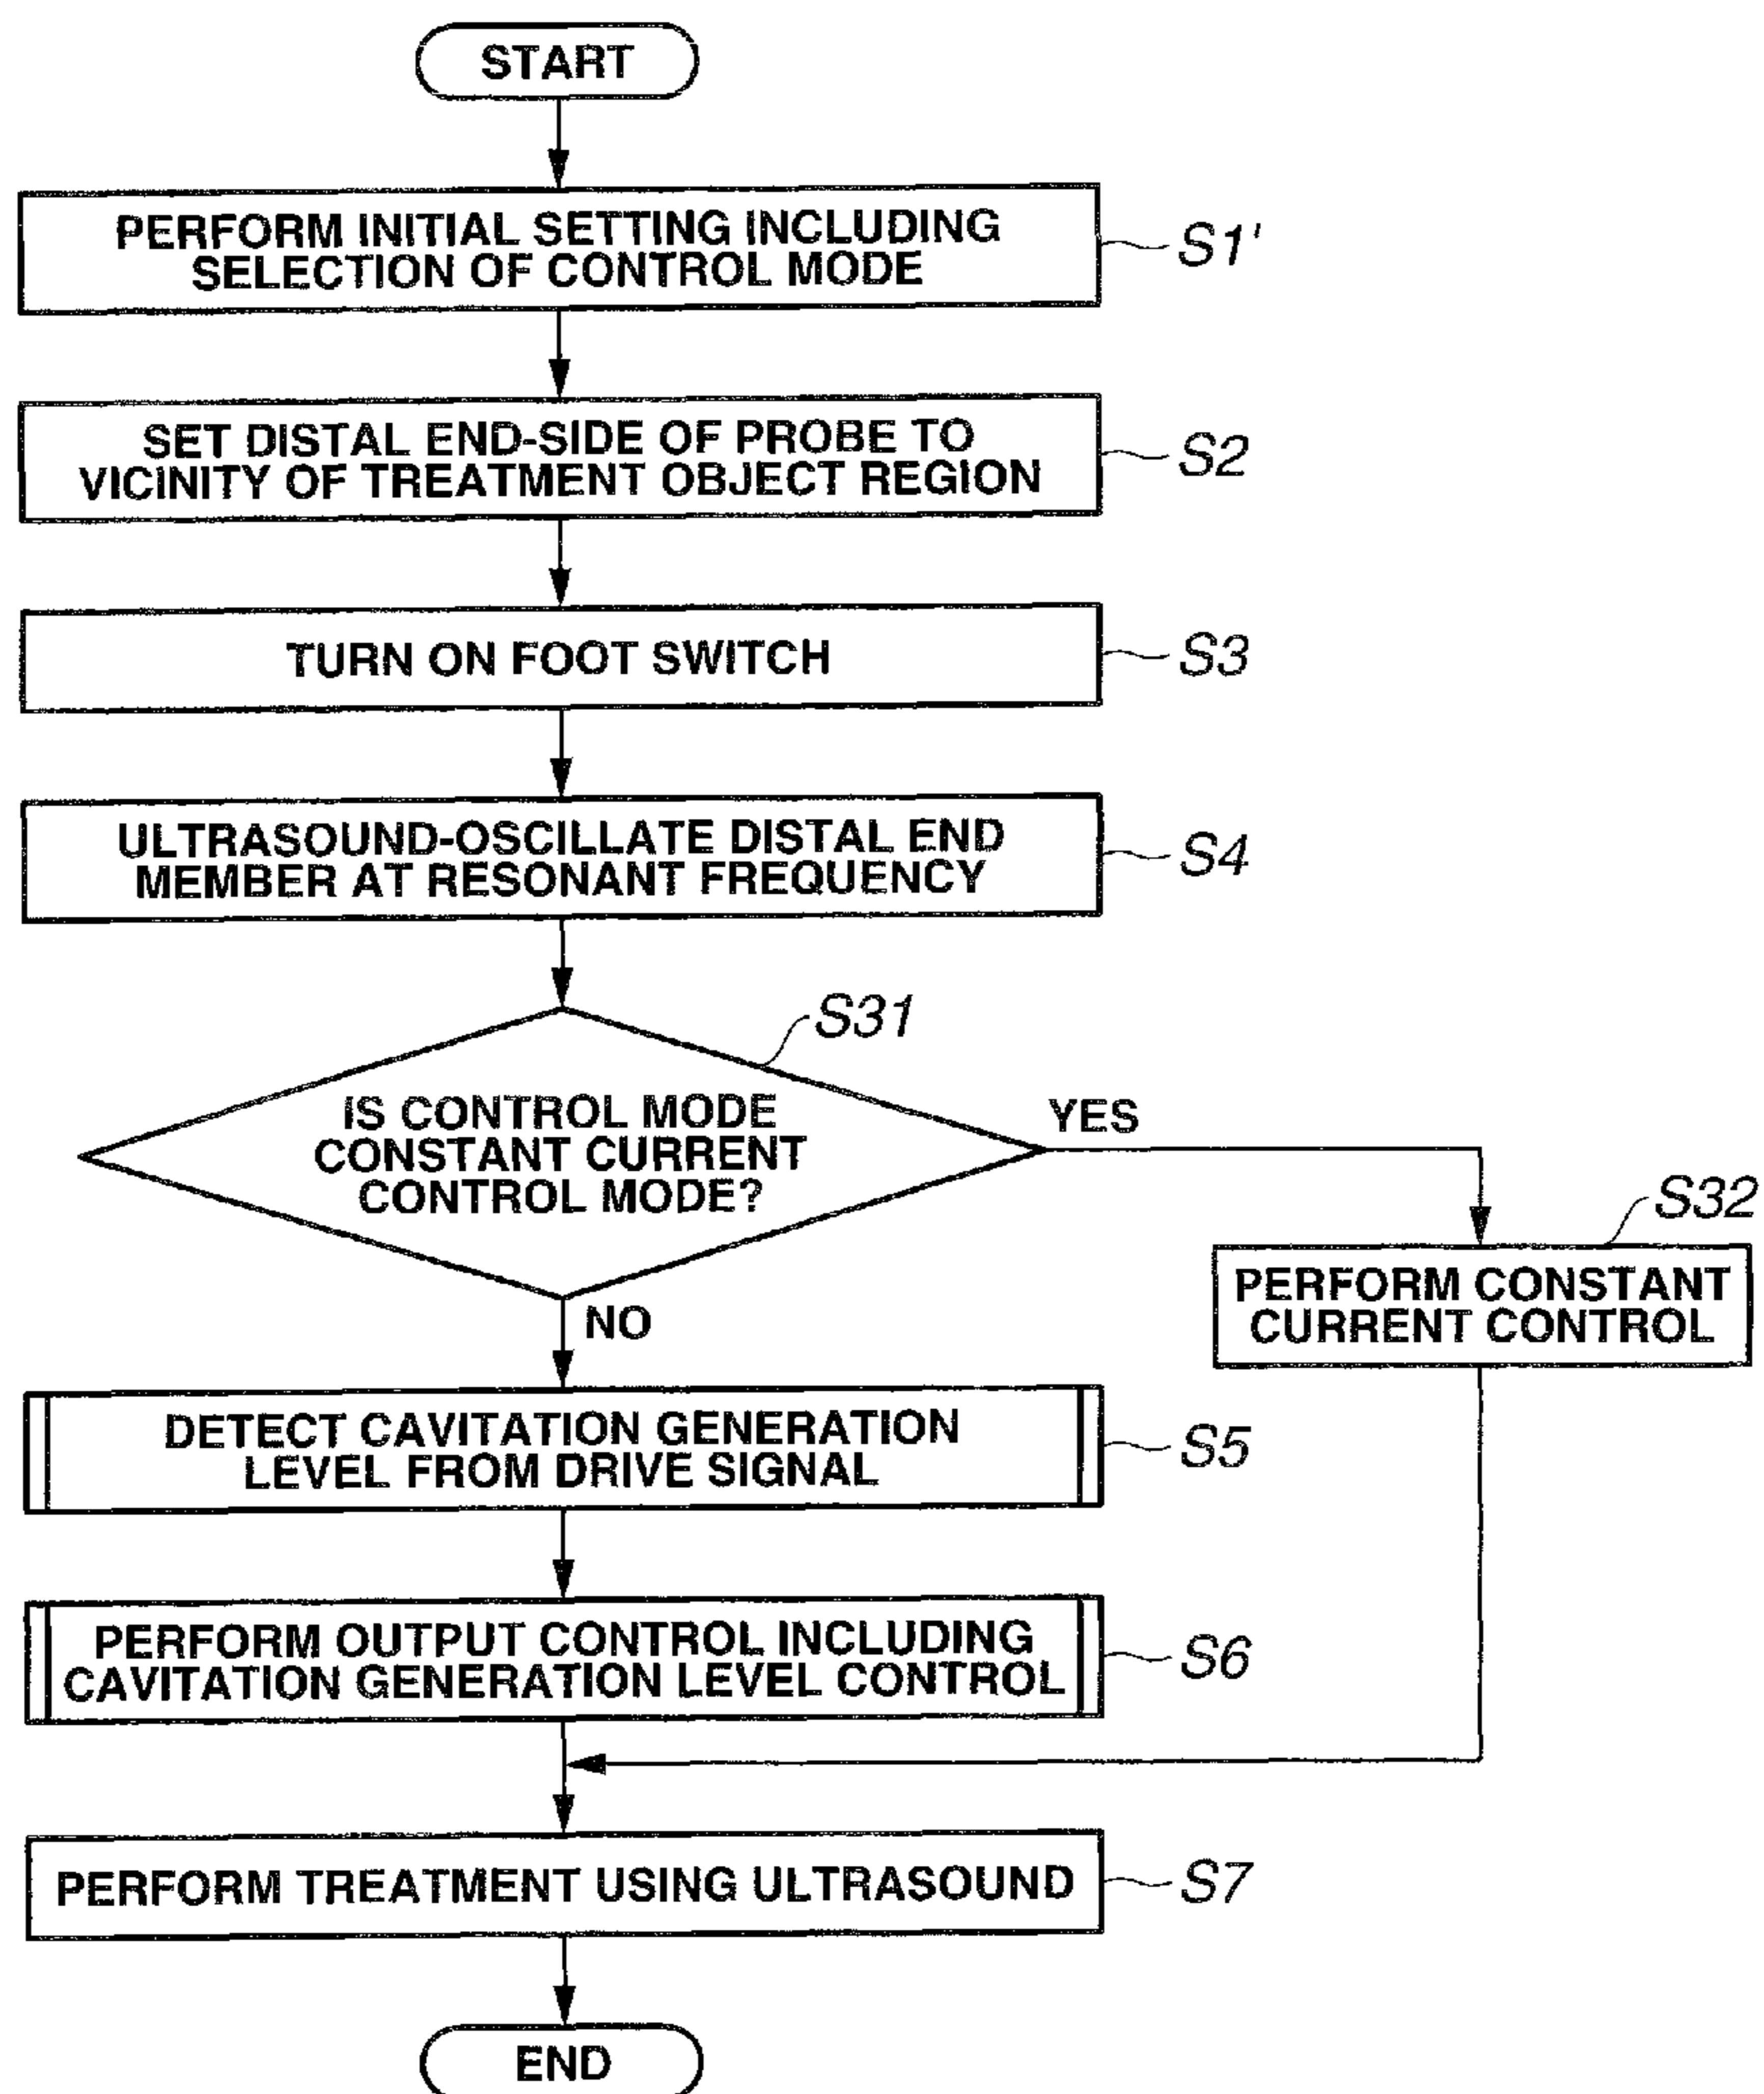 START
PERFORM INITIAL SETTING INCLUDING
SELECTION OF CONTROL MODE
S1'
SET DISTAL END-SIDE OF PROBE TO
VICINITY OF TREATMENT OBJECT REGION
S2
TURN ON FOOT SWITCH
S3
ULTRASOUND-OSCILLATE DISTAL END
MEMBER AT RESONANT FREQUENCY
S4
S31
IS CONTROL MODE
CONSTANT CURRENT
CONTROL MODE?
YES
NO
S32
PERFORM CONSTANT
CURRENT CONTROL
DETECT CAVITATION GENERATION
LEVEL FROM DRIVE SIGNAL
S5
PERFORM OUTPUT CONTROL INCLUDING
CAVITATION GENERATION LEVEL CONTROL
S6
PERFORM TREATMENT USING ULTRASOUND
S7
END